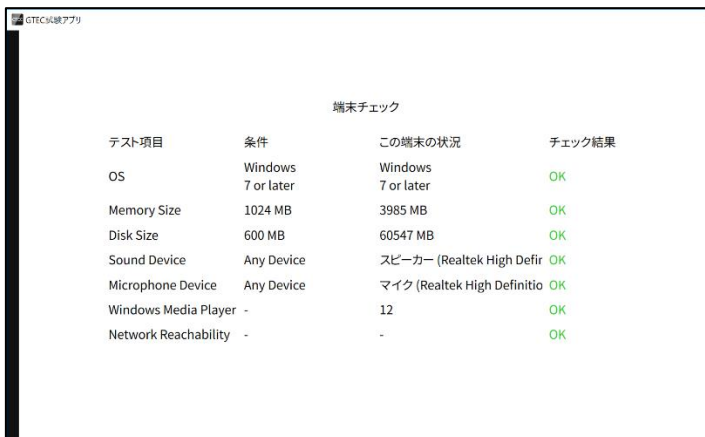 GTEC試験アプリ
端末チェック
テスト項目 条件 この端末の状況 チェック結果
OS Windows 7 or later Windows 7 or later OK
Memory Size 1024 MB 3985 MB OK
Disk Size 600 MB 60547 MB OK
Sound Device Any Device スピーカー (Realtek High Defir OK
Microphone Device Any Device マイク (Realtek High Definitio OK
Windows Media Player - 12 OK
Network Reachability - - OK